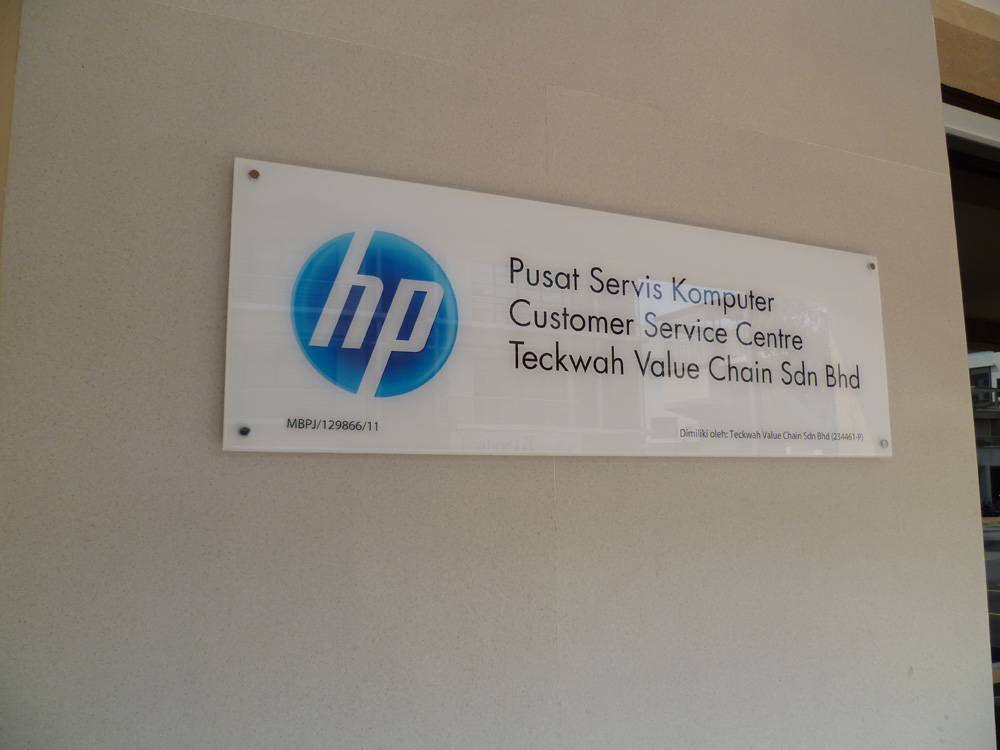 hp
Pusat Servis Komputer
Customer Service Centre
Teckwah Value Chain Sdn Bhd
MBPJ/129866/11
Dimiliki oleh: Teckwah Value Chain Sdn Bhd (234461-P)